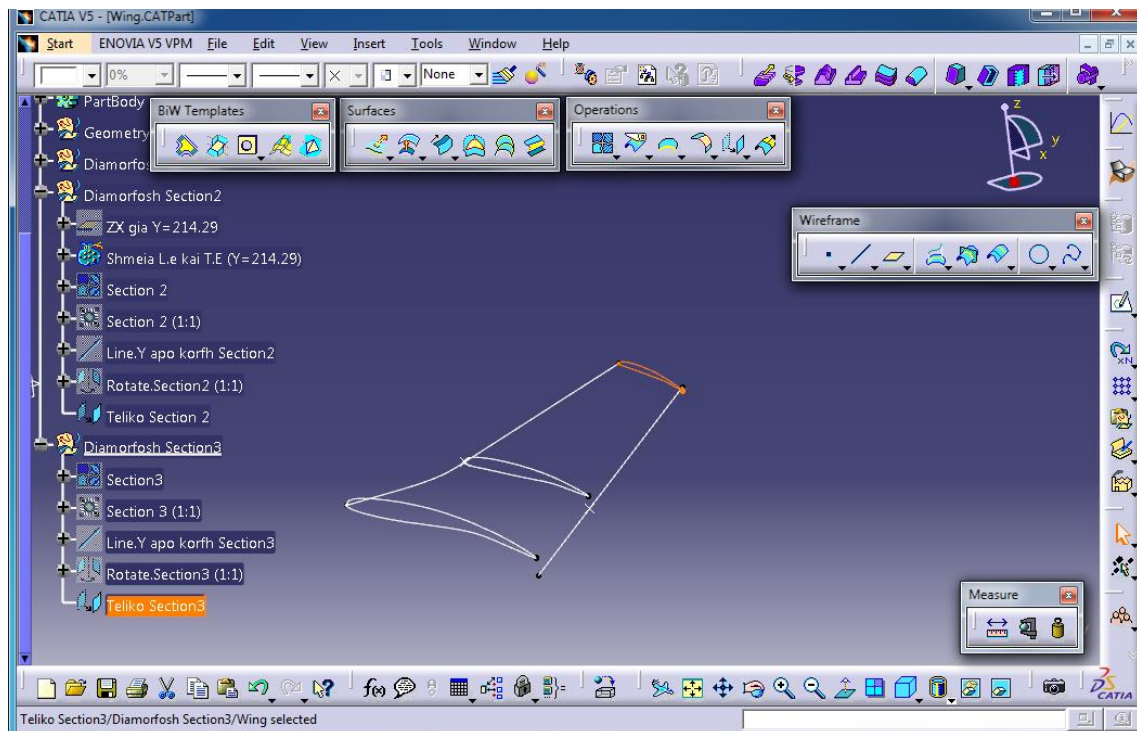 CATIA V5 - [Wing.CATPart]
Start ENOVIA V5 VPM File Edit View Insert Tools Window Help
0% None
PartBody
BiW Templates
Surfaces
Operations
Geometry
Diamorfos
Diamorfosh Section2
ZX gia Y=214.29
Shmeia L.e kai T.E (Y=214.29)
Section 2
Section 2 (1:1)
Line.Y apo korfh Section2
Rotate.Section2 (1:1)
Teliko Section 2
Diamorfosh Section3
Section3
Section 3 (1:1)
Line.Y apo korfh Section3
Rotate.Section3 (1:1)
Teliko Section3
z
y
x
Wireframe
xN
Measure
f(x)
CATIA
Teliko Section3/Diamorfosh Section3/Wing selected